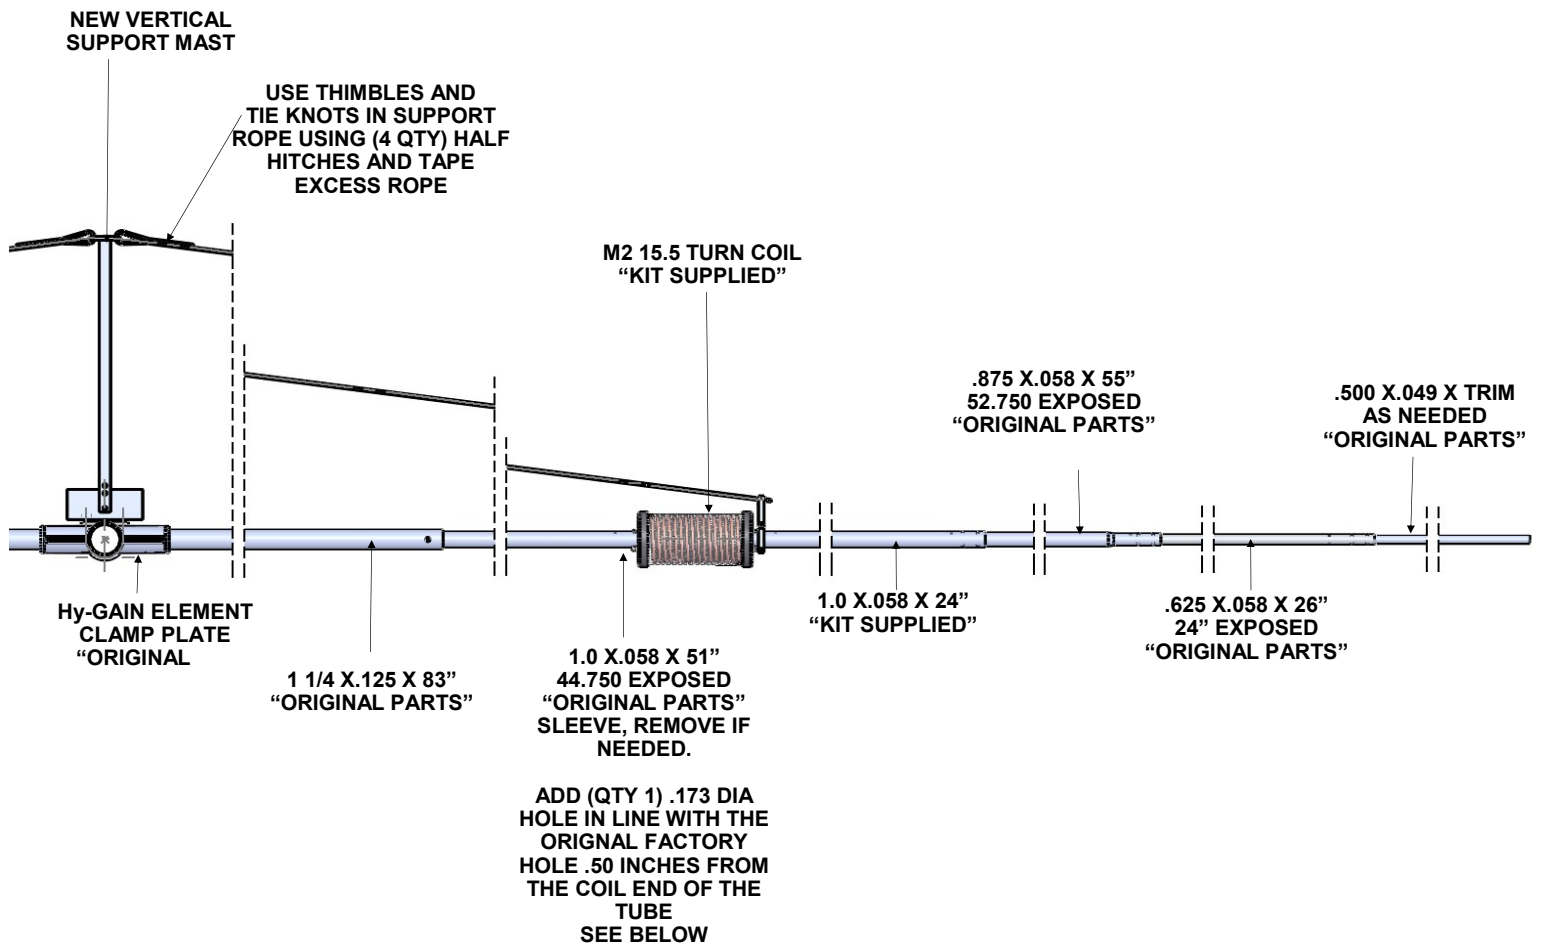 NEW VERTICAL
SUPPORT MAST
USE THIMBLES AND
TIE KNOTS IN SUPPORT
ROPE USING (4 QTY) HALF
HITCHES AND TAPE
EXCESS ROPE
M2 15.5 TURN COIL
“KIT SUPPLIED”
.875 X.058 X 55”
52.750 EXPOSED
“ORIGINAL PARTS”
.500 X.049 X TRIM
AS NEEDED
“ORIGINAL PARTS”
Hy-GAIN ELEMENT
CLAMP PLATE
“ORIGINAL
1 1/4 X.125 X 83”
“ORIGINAL PARTS”
1.0 X.058 X 51”
44.750 EXPOSED
“ORIGINAL PARTS”
SLEEVE, REMOVE IF
NEEDED.
ADD (QTY 1) .173 DIA
HOLE IN LINE WITH THE
ORIGNAL FACTORY
HOLE .50 INCHES FROM
THE COIL END OF THE
TUBE
SEE BELOW
1.0 X.058 X 24”
“KIT SUPPLIED”
.625 X.058 X 26”
24” EXPOSED
“ORIGINAL PARTS”